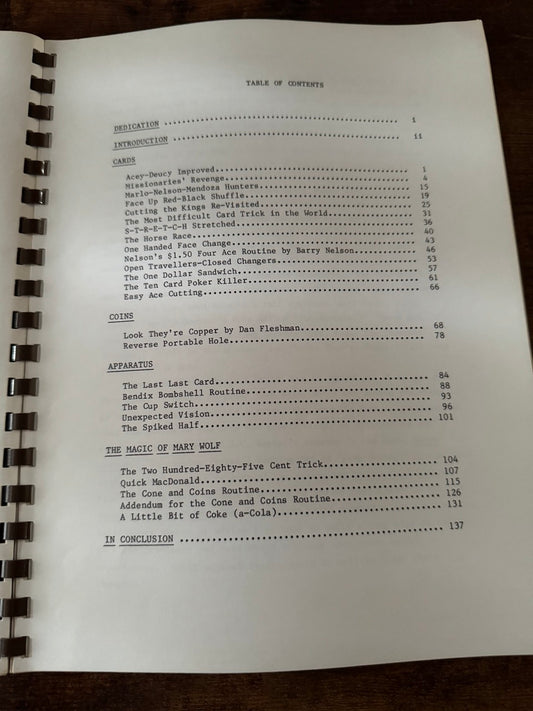 TABLE OF CONTENTS
DEDICATION ........................................ i
INTRODUCTION ........................................ ii
CARDS
Acey-Deucy Improved........................................ 1
Missionaries' Revenge........................................ 4
Marlo-Nelson-Mendoza Hunters........................................ 15
Face Up Red-Black Shuffle........................................ 19
Cutting the Kings Re-Visited........................................ 25
The Most Difficult Card Trick in the World........................................ 31
S-T-R-E-T-C-H Stretched........................................ 36
The Horse Race........................................ 40
One Handed Face Change........................................ 43
Nelson's $1.50 Four Ace Routine by Barry Nelson........................................ 46
Open Travellers-Closed Changers........................................ 53
The One Dollar Sandwich........................................ 57
The Ten Card Poker Killer........................................ 61
Easy Ace Cutting........................................ 66
COINS
Look They're Copper by Dan Fleshman........................................ 68
Reverse Portable Hole........................................ 78
APPARATUS
The Last Last Card........................................ 84
Bendix Bombshell Routine........................................ 88
The Cup Switch........................................ 93
Unexpected Vision........................................ 96
The Spiked Half........................................ 101
THE MAGIC OF MARY WOLF
The Two Hundred-Eighty-Five Cent Trick........................................ 104
Quick MacDonald........................................ 107
The Cone and Coins Routine........................................ 115
Addendum for the Cone and Coins Routine........................................ 126
A Little Bit of Coke (a-Cola)........................................ 131
IN CONCLUSION ........................................ 137